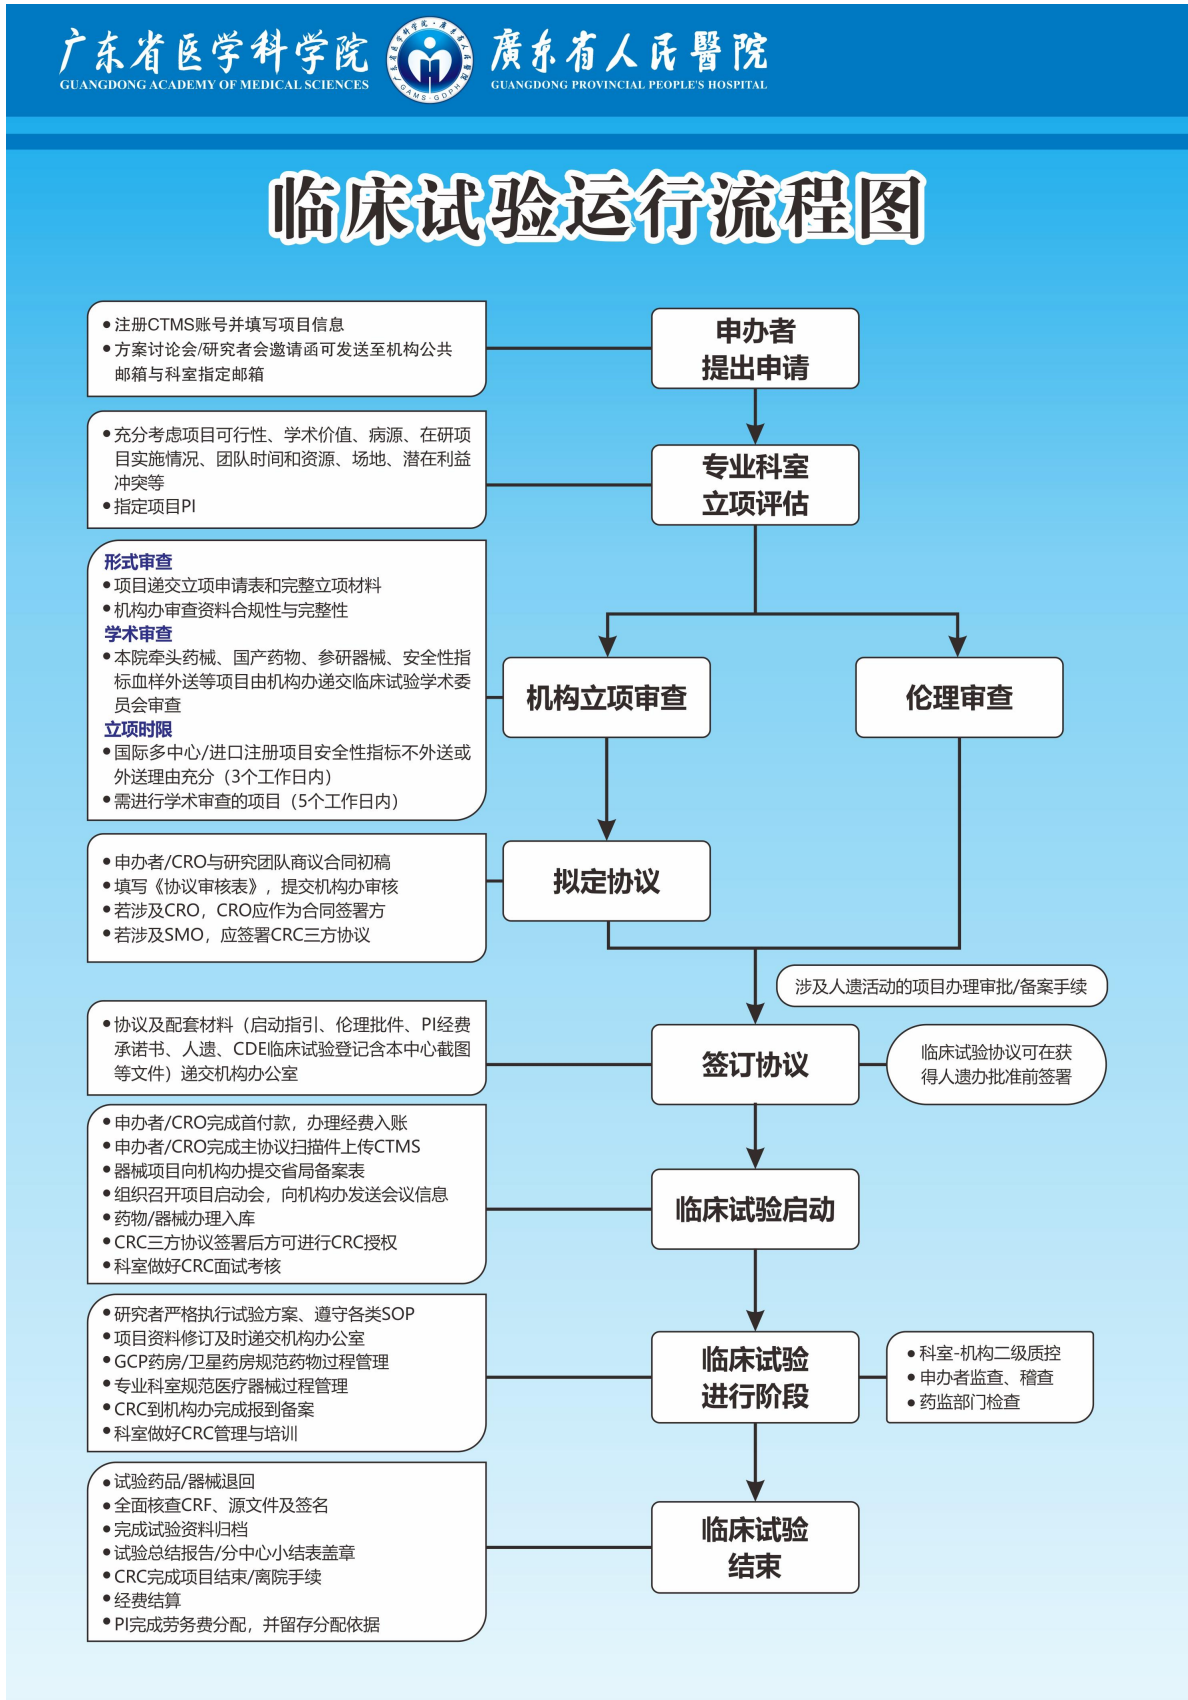 广东省医学科学院
GUANGDONG ACADEMY OF MEDICAL SCIENCES
广东省医学科学院·广东省人民医院
GAMS·GDPH
廣东省人民醫院
GUANGDONG PROVINCIAL PEOPLE'S HOSPITAL
临床试验运行流程图
●注册CTMS账号并填写项目信息
●方案讨论会/研究者会邀请函可发送至机构公共
邮箱与科室指定邮箱
申办者
提出申请
●充分考虑项目可行性、学术价值、病源、在研项
目实施情况、团队时间和资源、场地、潜在利益
冲突等
●指定项目PI
专业科室
立项评估
形式审查
●项目递交立项申请表和完整立项材料
●机构办审查资料合规性与完整性
学术审查
●本院牵头药械、国产药物、参研器械、安全性指
标血样外送等项目由机构办递交临床试验学术委
员会审查
立项时限
●国际多中心/进口注册项目安全性指标不外送或
外送理由充分（3个工作日内）
●需进行学术审查的项目（5个工作日内）
机构立项审查
伦理审查
●申办者/CRO与研究团队商议合同初稿
●填写《协议审核表》，提交机构办审核
●若涉及CRO，CRO应作为合同签署方
●若涉及SMO，应签署CRC三方协议
拟定协议
涉及人遗活动的项目办理审批/备案手续
●协议及配套材料（启动指引、伦理批件、PI经费
承诺书、人遗、CDE临床试验登记含本中心截图
等文件）递交机构办公室
签订协议
临床试验协议可在获
得人遗办批准前签署
●申办者/CRO完成首付款，办理经费入账
●申办者/CRO完成主协议扫描件上传CTMS
●器械项目向机构办提交省局备案表
●组织召开项目启动会，向机构办发送会议信息
●药物/器械办理入库
●CRC三方协议签署后方可进行CRC授权
●科室做好CRC面试考核
临床试验启动
●研究者严格执行试验方案、遵守各类SOP
●项目资料修订及时递交机构办公室
●GCP药房/卫星药房规范药物过程管理
●专业科室规范医疗器械过程管理
●CRC到机构办完成报到备案
●科室做好CRC管理与培训
临床试验
进行阶段
●科室-机构二级质控
●申办者监查、稽查
●药监部门检查
●试验药品/器械退回
●全面核查CRF、源文件及签名
●完成试验资料归档
●试验总结报告/分中心小结表盖章
●CRC完成项目结束/离院手续
●经费结算
●PI完成劳务费分配，并留存分配依据
临床试验
结束